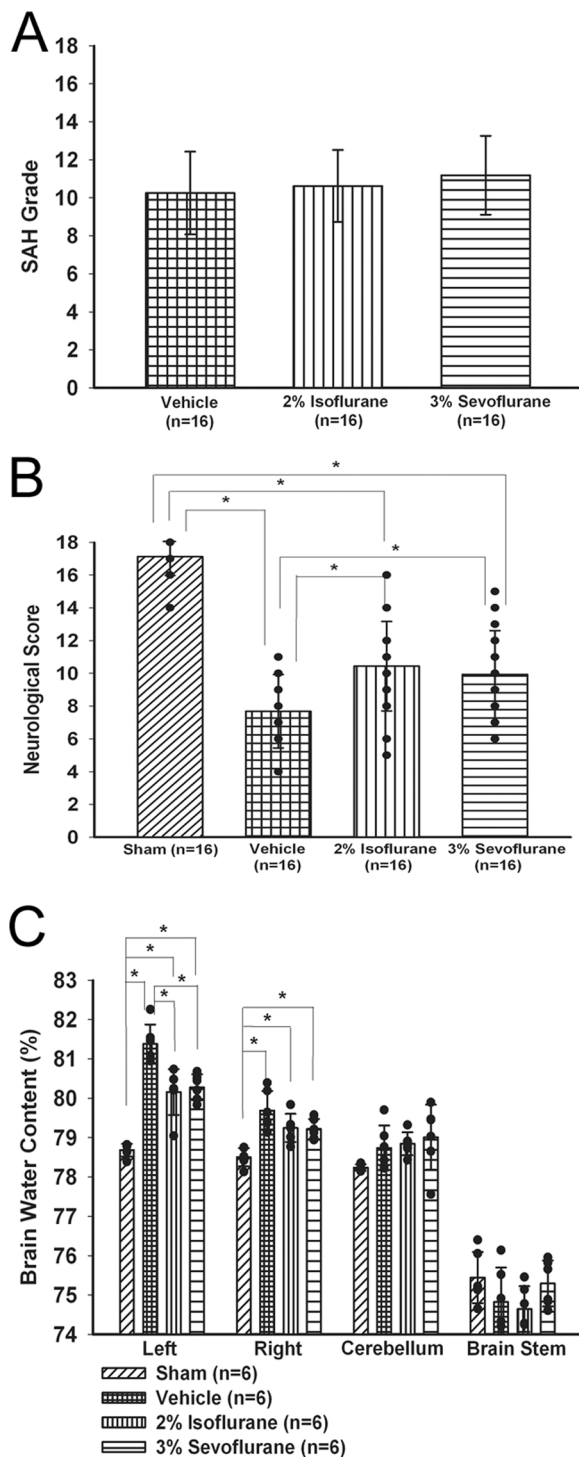 A
18
16
14
12
10
8
6
4
2
0
SAH Grade
Vehicle
(n=16)
2% Isoflurane
(n=16)
3% Sevoflurane
(n=16)
B
*
*
*
*
*
18
16
14
12
10
8
6
4
2
0
Neurological Score
Sham (n=16)
Vehicle
(n=16)
2% Isoflurane
(n=16)
3% Sevoflurane
(n=16)
C
*
*
*
*
*
*
*
*
83
82
81
80
79
78
77
76
75
74
Brain Water Content (%)
Left
Right
Cerebellum
Brain Stem
Sham (n=6)
Vehicle (n=6)
2% Isoflurane (n=6)
3% Sevoflurane (n=6)